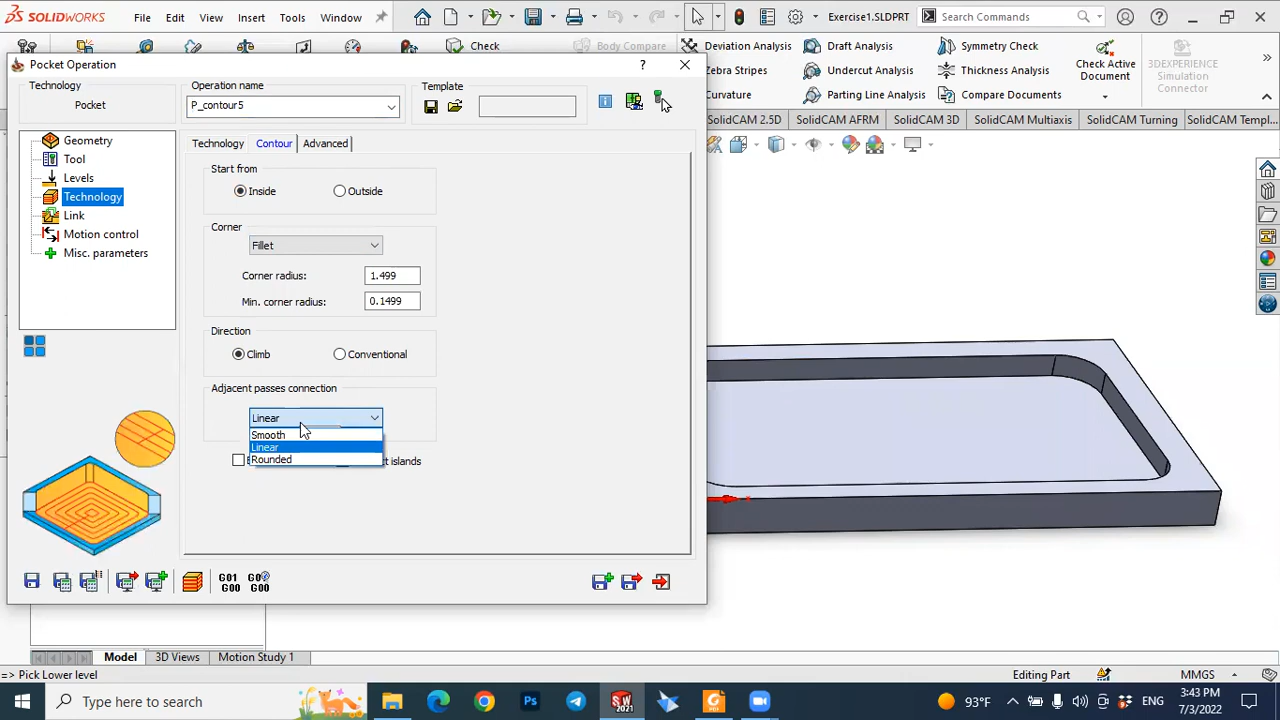 SOLIDWORKS File Edit View Insert Tools Window Exercise1.SLDPRT Search Commands
Check Body Compare Deviation Analysis Draft Analysis Symmetry Check
Zebra Stripes Undercut Analysis Thickness Analysis Check Active Document 3DEXPERIENCE Simulation Connector
Curvature Parting Line Analysis
SolidCAM 2.5D SolidCAM AFRM SolidCAM 3D SolidCAM Multiaxis SolidCAM Turning SolidCAM Templ...
Pocket Operation
Technology
Pocket
Operation name
P_contour5
Template
Geometry
Tool
Levels
Technology
Link
Motion control
Misc. parameters
Technology Contour Advanced
Start from
Inside Outside
Corner
Fillet
Corner radius: 1.499
Min. corner radius: 0.1499
Direction
Climb Conventional
Adjacent passes connection
Linear
Smooth
Linear
Rounded
islands
G01 G00
G0? G00
x
Model 3D Views Motion Study 1
=> Pick Lower level Editing Part MMGS
Type here to search Ps SW 2021 PDF 93°F ENG 3:43 PM
7/3/2022